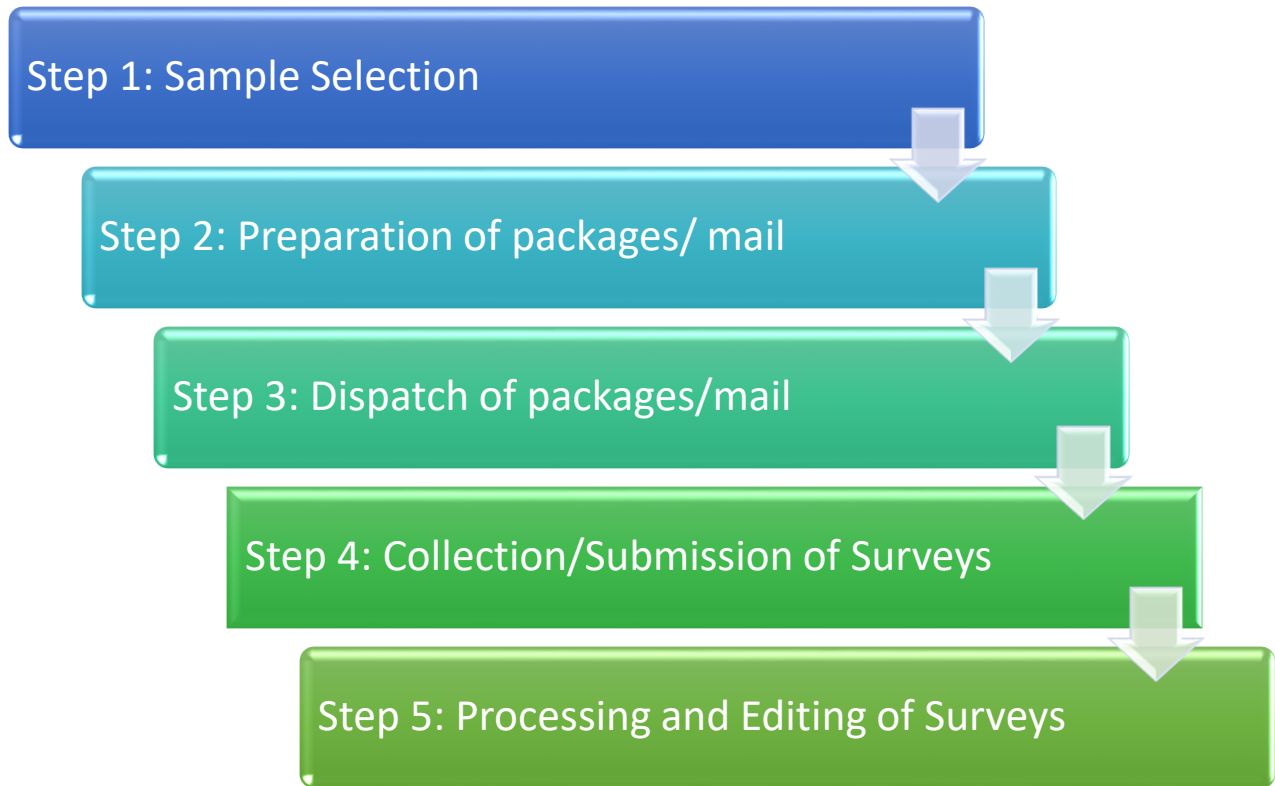 Step 1: Sample Selection
Step 2: Preparation of packages/ mail
Step 3: Dispatch of packages/mail
Step 4: Collection/Submission of Surveys
Step 5: Processing and Editing of Surveys